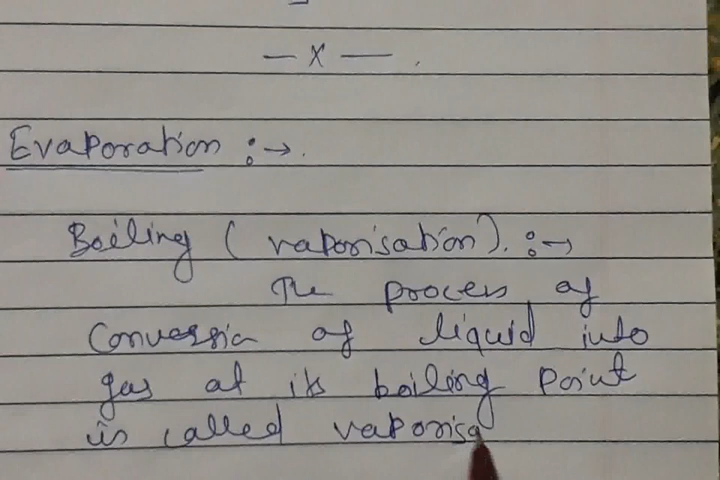 — x — .
Evaporation :→.
Boiling ( vaporisation). :→
The process of
Conversion of liquid into
gas at its boiling point
is called vaporisa